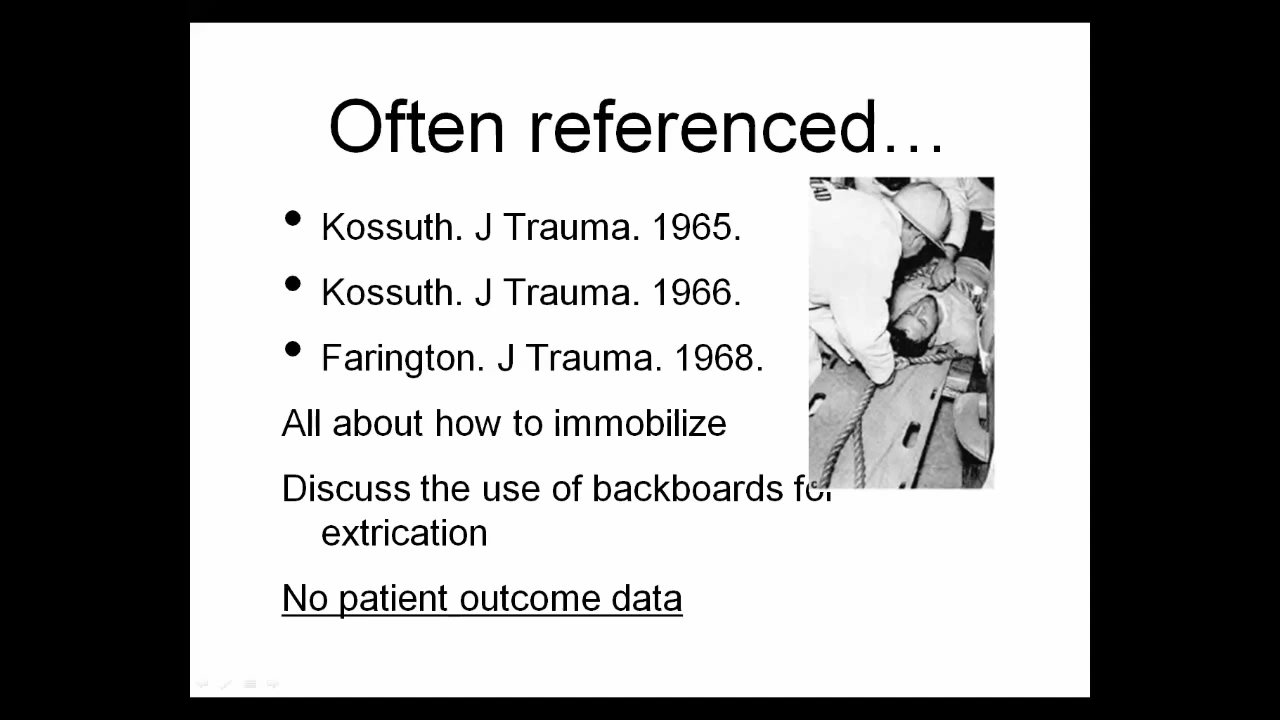 Often referenced…
• Kossuth. J Trauma. 1965.
• Kossuth. J Trauma. 1966.
• Farington. J Trauma. 1968.
All about how to immobilize
Discuss the use of backboards for
extrication
No patient outcome data